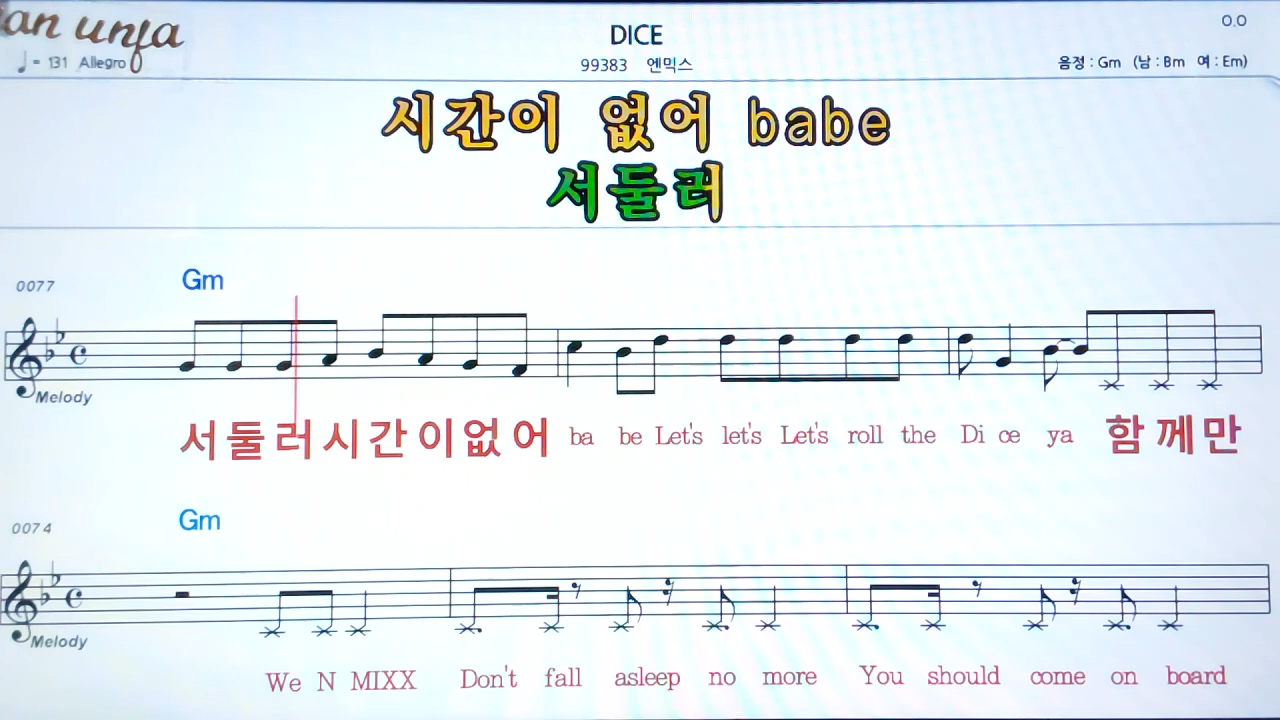 an unfa
DICE
0.0
♩= 131 Allegro
99383 엔믹스
음정 : Gm (남 : Bm 여 : Em)
시간이 없어 babe
서둘러
Gm
0077
Melody
서 둘 러 시 간 이 없 어 ba be Let's let's Let's roll the Di ce ya 함 께 만
Gm
0074
Melody
We N MIXX Don't fall asleep no more You should come on board